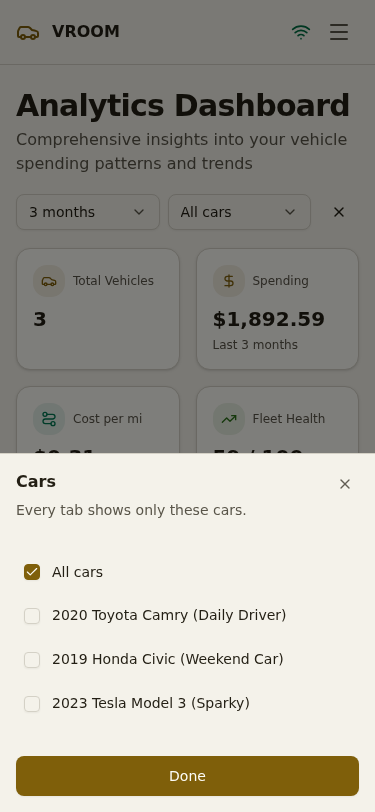 VROOM
Analytics Dashboard
Comprehensive insights into your vehicle
spending patterns and trends
3 months
All cars
Total Vehicles
3
Spending
$1,892.59
Last 3 months
Cost per mi
Fleet Health
Cars
Every tab shows only these cars.
All cars
2020 Toyota Camry (Daily Driver)
2019 Honda Civic (Weekend Car)
2023 Tesla Model 3 (Sparky)
Done